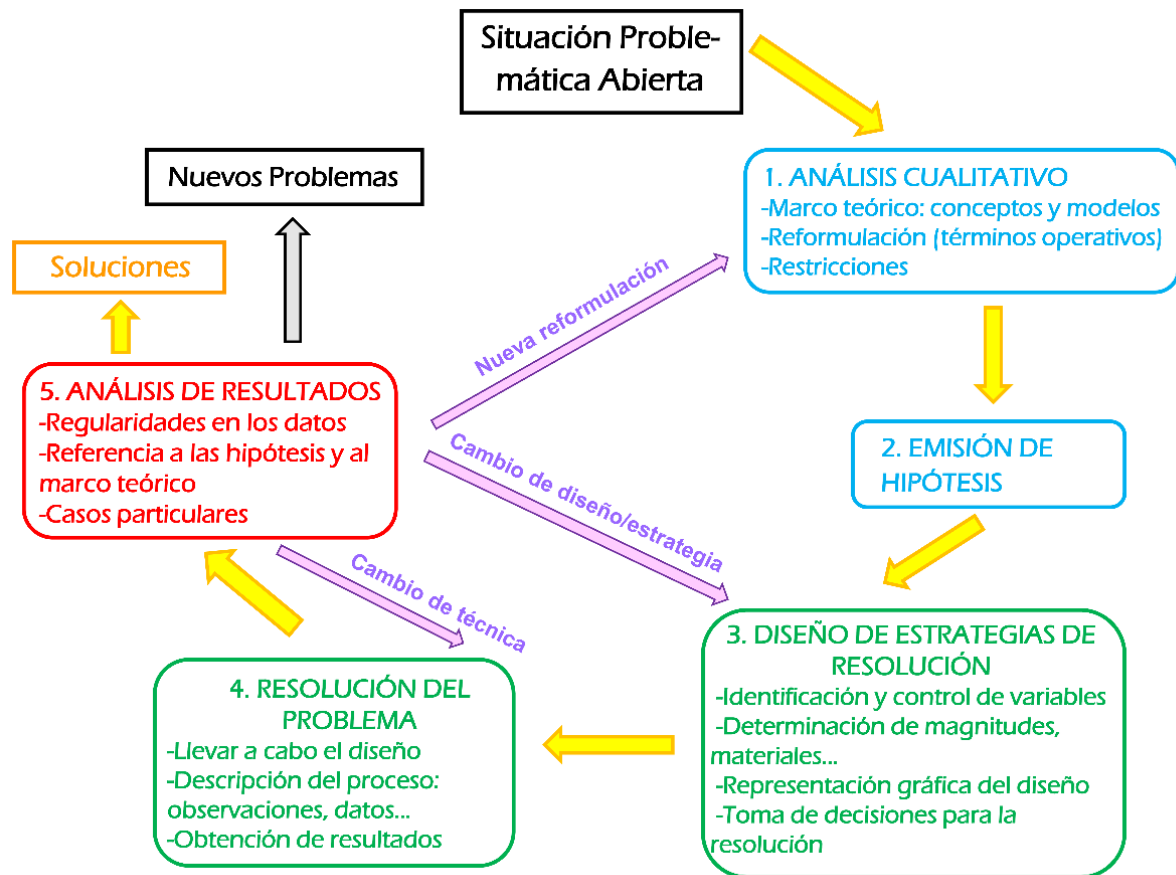 Situación Proble-
mática Abierta
Nuevos Problemas
Soluciones
1. ANÁLISIS CUALITATIVO
-Marco teórico: conceptos y modelos
-Reformulación (términos operativos)
-Restricciones
Nueva reformulación
5. ANÁLISIS DE RESULTADOS
-Regularidades en los datos
-Referencia a las hipótesis y al
marco teórico
-Casos particulares
2. EMISIÓN DE
HIPÓTESIS
Cambio de diseño/estrategia
Cambio de técnica
3. DISEÑO DE ESTRATEGIAS DE
RESOLUCIÓN
-Identificación y control de variables
-Determinación de magnitudes,
materiales...
-Representación gráfica del diseño
-Toma de decisiones para la
resolución
4. RESOLUCIÓN DEL
PROBLEMA
-Llevar a cabo el diseño
-Descripción del proceso:
observaciones, datos...
-Obtención de resultados